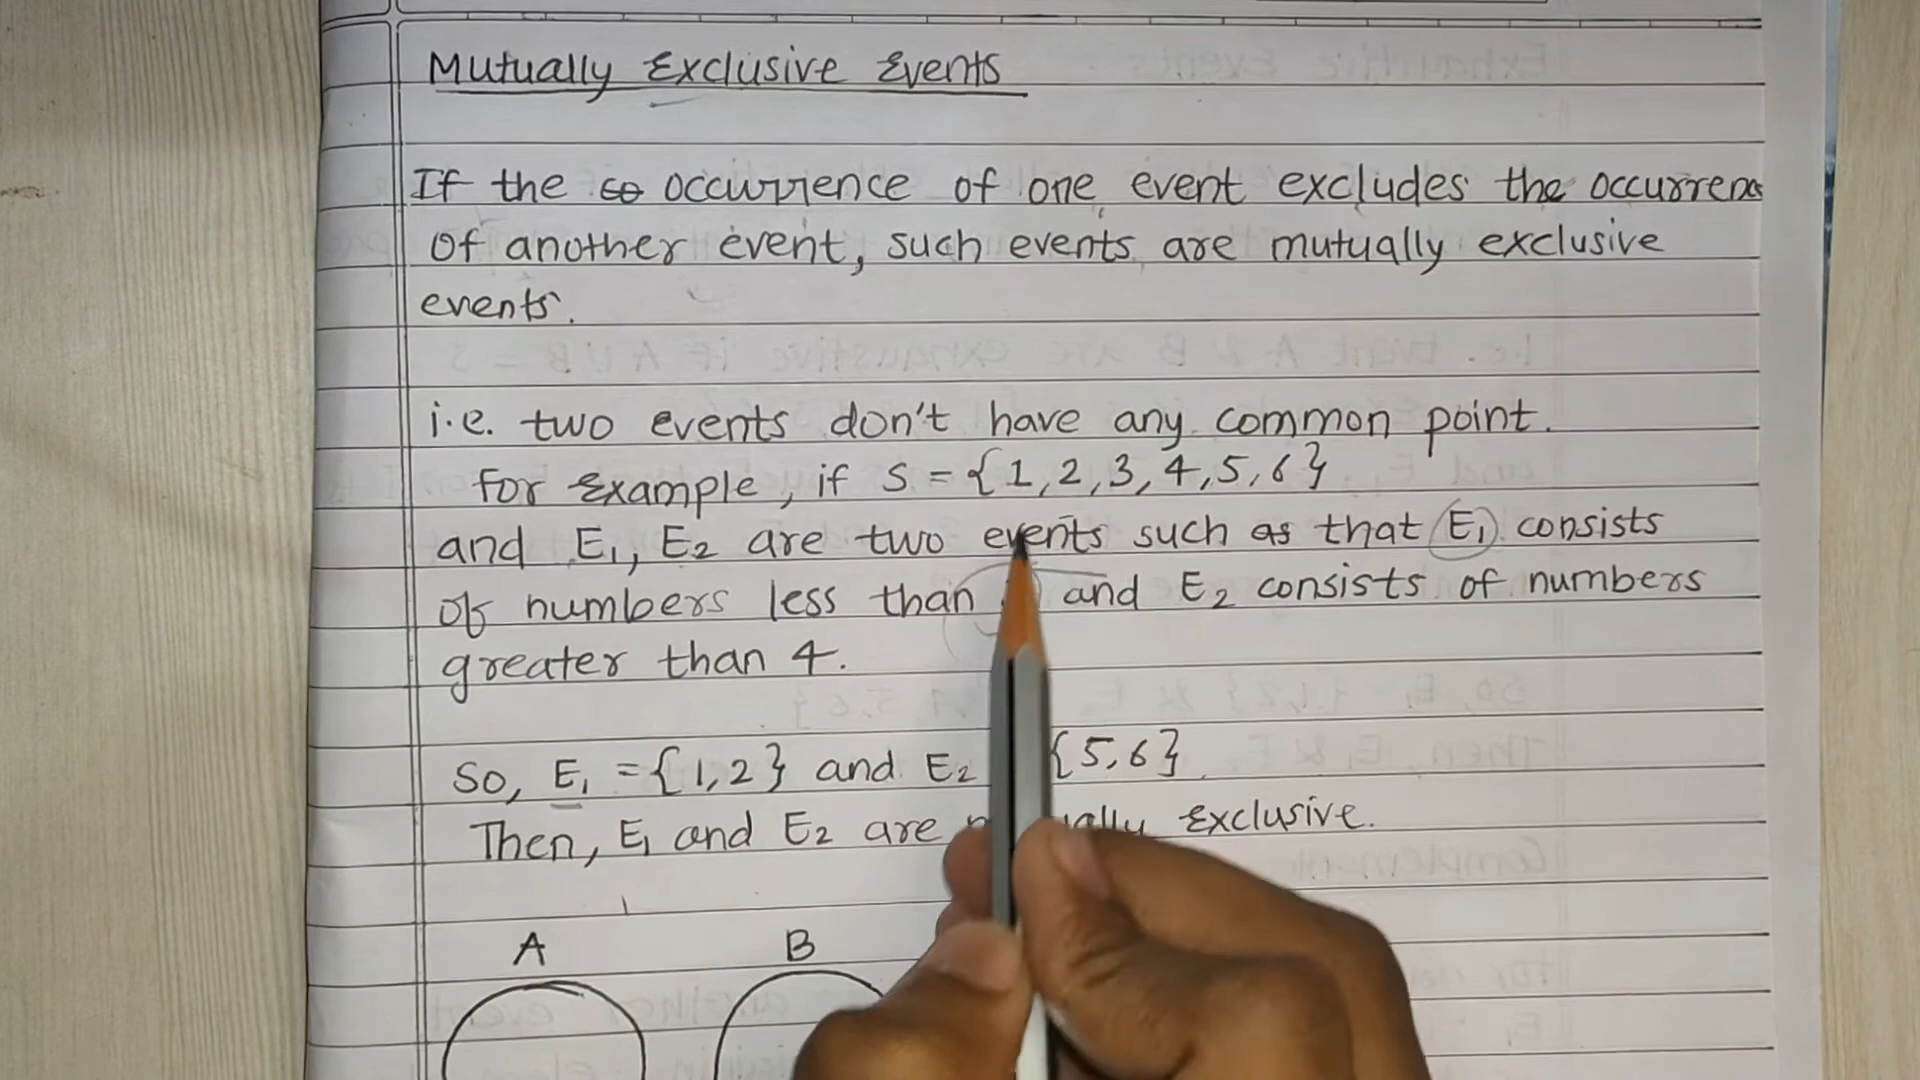 Mutually Exclusive Events
If the occurrence of one event excludes the occurrence
of another event, such events are mutually exclusive
events.
i.e. two events don't have any common point.
For Example, if S = {1, 2, 3, 4, 5, 6}
and E₁, E₂ are two events such that E₁ consists
of numbers less than and E₂ consists of numbers
greater than 4.
So, E₁ = {1, 2} and E₂ {5, 6}
Then, E₁ and E₂ are mutually exclusive.
A B